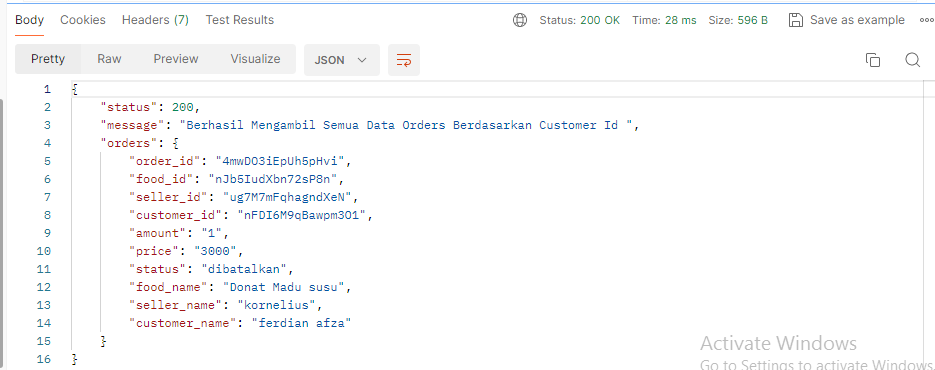 Body Cookies Headers (7) Test Results Status: 200 OK Time: 28 ms Size: 596 B Save as example
Pretty Raw Preview Visualize JSON
1 {
2 "status": 200,
3 "message": "Berhasil Mengambil Semua Data Orders Berdasarkan Customer Id ",
4 "orders": {
5 "order_id": "4mwDO3iEpUh5pHvi",
6 "food_id": "nJb5IudXbn72sP8n",
7 "seller_id": "ug7M7mFqhagndXeN",
8 "customer_id": "nFDI6M9qBawpm3O1",
9 "amount": "1",
10 "price": "3000",
11 "status": "dibatalkan",
12 "food_name": "Donat Madu susu",
13 "seller_name": "kornelius",
14 "customer_name": "ferdian afza"
15 }
16 }
Activate Windows
Go to Settings to activate Windows.